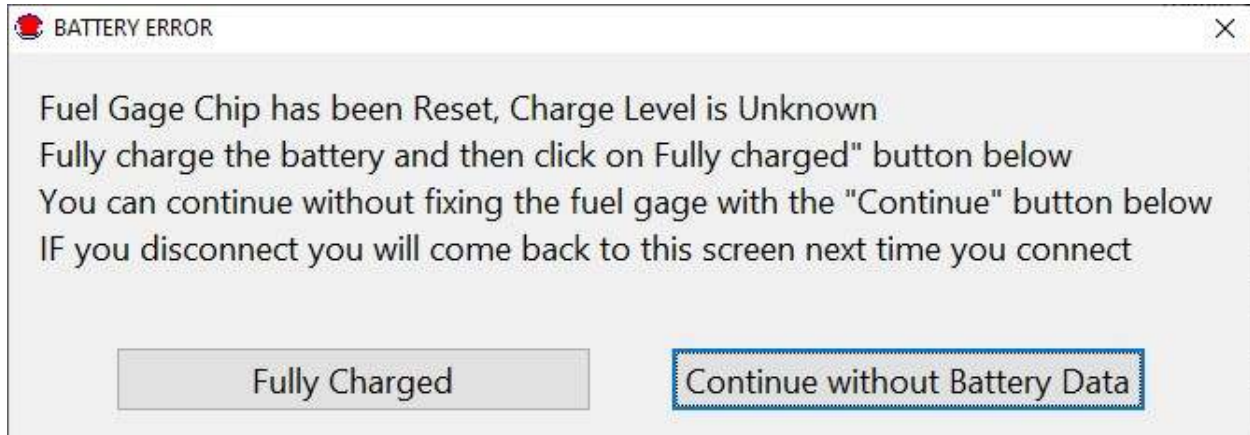 BATTERY ERROR
Fuel Gage Chip has been Reset, Charge Level is Unknown
Fully charge the battery and then click on Fully charged" button below
You can continue without fixing the fuel gage with the "Continue" button below
IF you disconnect you will come back to this screen next time you connect
Fully Charged
Continue without Battery Data